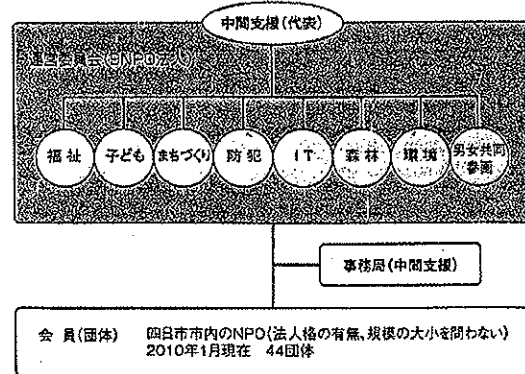 中間支援(代表)
運営委員会(9NPO法人)
福祉
子ども
まちづくり
防犯
IT
森林
環境
男女共同
参画
事務局(中間支援)
会 員(団体) 四日市市内のNPO(法人格の有無、規模の大小を問わない)
2010年1月現在 44団体